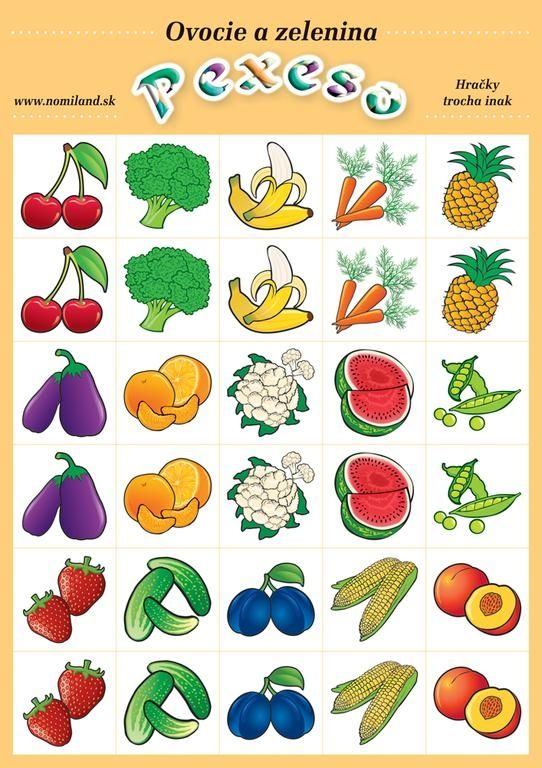 Ovocie a zelenina
Pexeso
www.nomiland.sk
Hračky
trocha inak